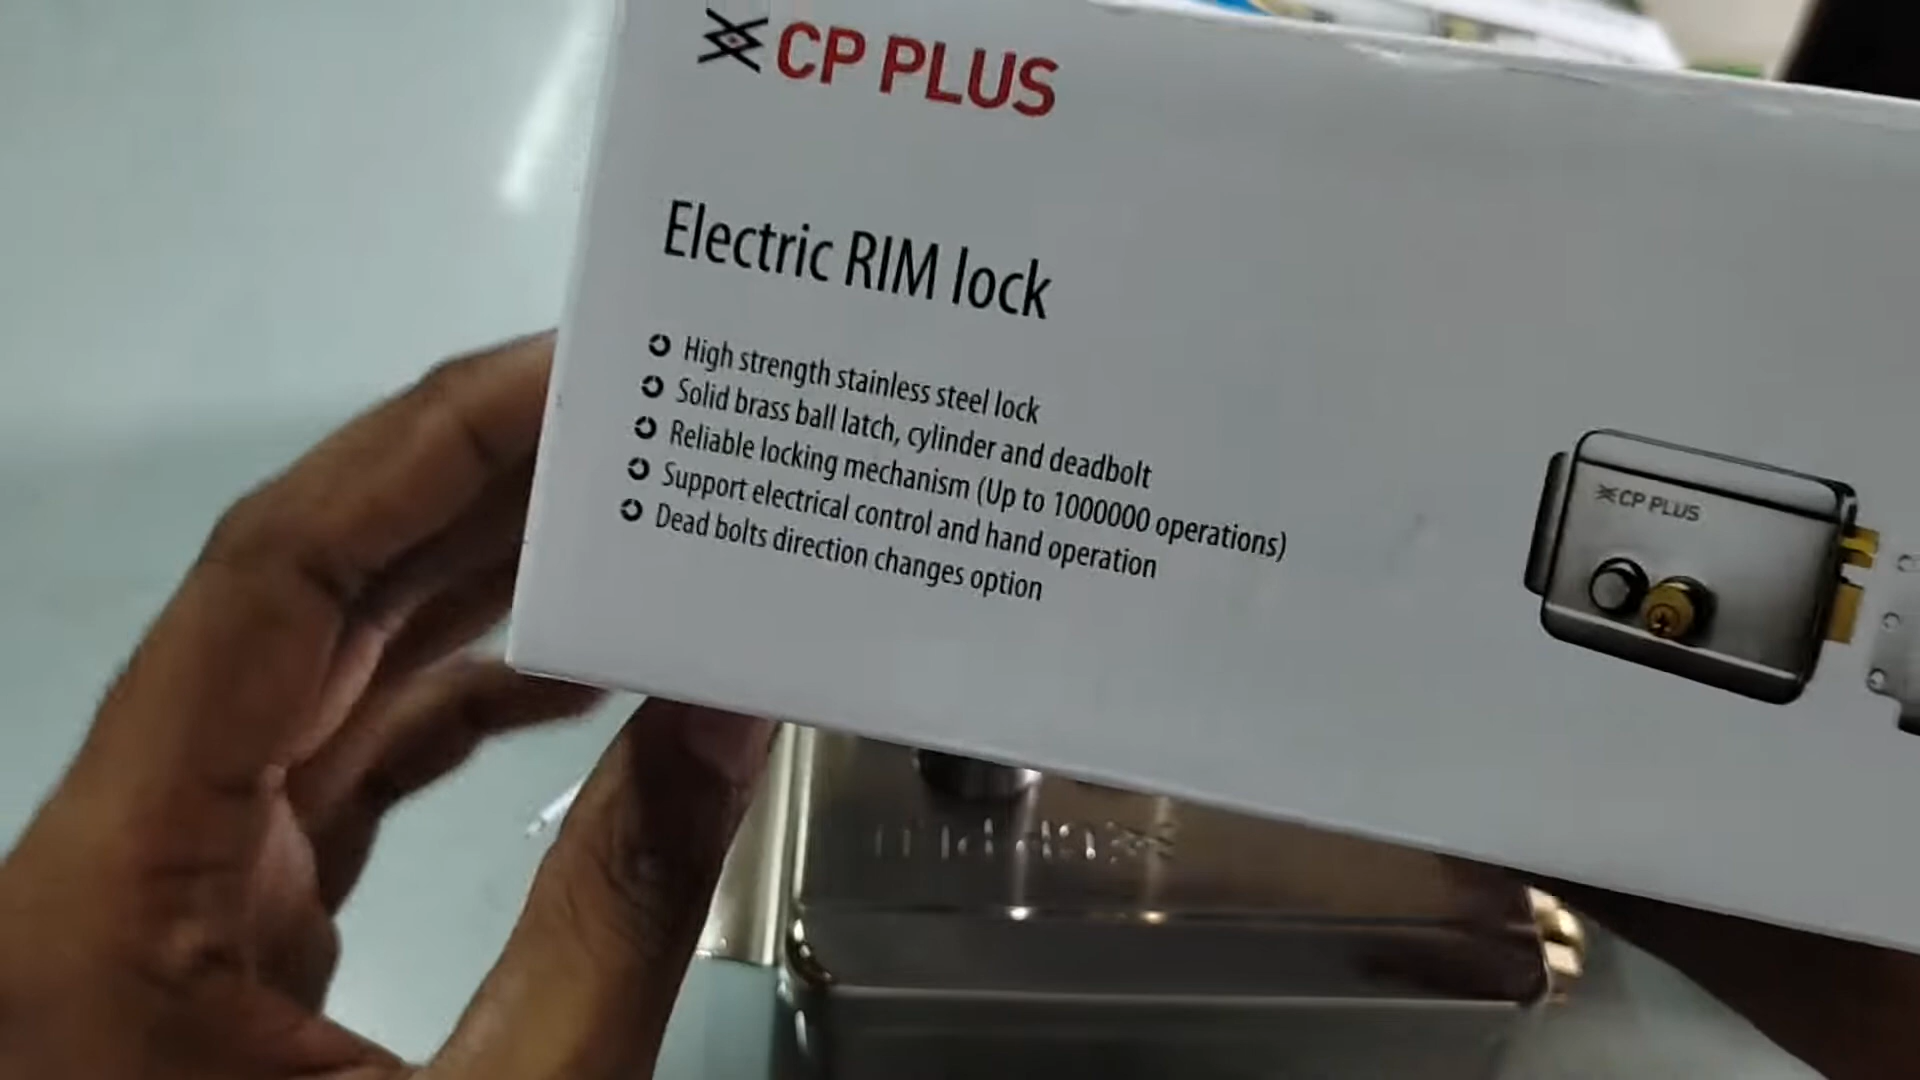 CP PLUS
Electric RIM lock
High strength stainless steel lock
Solid brass ball latch, cylinder and deadbolt
Reliable locking mechanism (Up to 1000000 operations)
Support electrical control and hand operation
Dead bolts direction changes option
CP PLUS